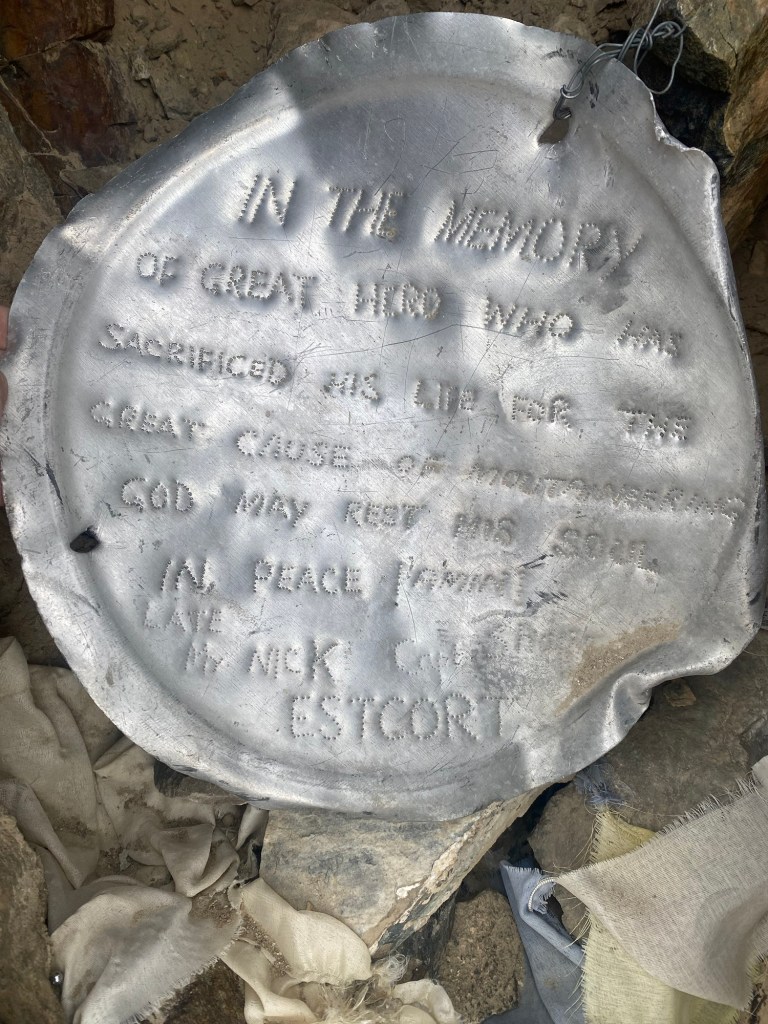 IN THE MEMORY
OF GREAT HERO WHO HAS
SACRIFICED HIS LIFE FOR THE
GREAT CAUSE OF MOUTAINEERING
GOD MAY REST HIS SOUL
IN PEACE
LATE
Mr NICK
ESTCORT